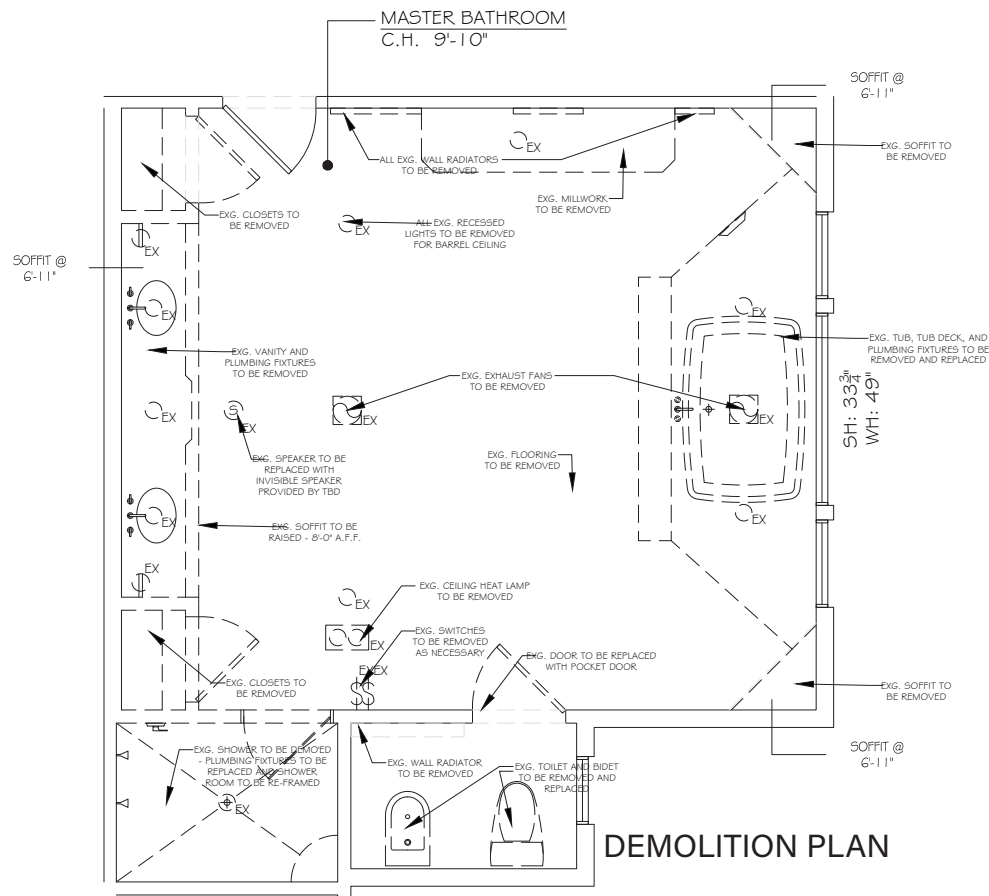 MASTER BATHROOM
C.H. 9'-10"
SOFFIT @
6'-11"
EXG. SOFFIT TO
BE REMOVED
ALL EXG. WALL RADIATORS
TO BE REMOVED
EX
EXG. MILLWORK
TO BE REMOVED
EXG. CLOSETS TO
BE REMOVED
ALL EXG. RECESSED
LIGHTS TO BE REMOVED
FOR BARREL CEILING
EX
EX
SOFFIT @
6'-11"
EX
EX
EXG. TUB, TUB DECK, AND
PLUMBING FIXTURES TO BE
REMOVED AND REPLACED
EXG. VANITY AND
PLUMBING FIXTURES
TO BE REMOVED
EXG. EXHAUST FANS
TO BE REMOVED
SH: 33 3/4"
WH: 49"
EX
S
EX
EX
EX
EXG. SPEAKER TO BE
REPLACED WITH
INVISIBLE SPEAKER
PROVIDED BY TBD
EXG. FLOORING
TO BE REMOVED
EX
EX
EXG. SOFFIT TO BE
RAISED - 8'-0" A.F.F.
EX
EXG. CEILING HEAT LAMP
TO BE REMOVED
EX
EX
EXG. SWITCHES
TO BE REMOVED
AS NECESSARY
EXG. DOOR TO BE REPLACED
WITH POCKET DOOR
EXEX
SS
EXG. CLOSETS TO
BE REMOVED
EXG. SOFFIT TO BE
REMOVED
SOFFIT @
6'-11"
EXG. SHOWER TO BE DEMO'ED
- PLUMBING FIXTURES TO BE
REPLACED AND SHOWER
ROOM TO BE RE-FRAMED
EXG. WALL RADIATOR
TO BE REMOVED
EXG. TOILET AND BIDET
TO BE REMOVED AND
REPLACED
EX
DEMOLITION PLAN